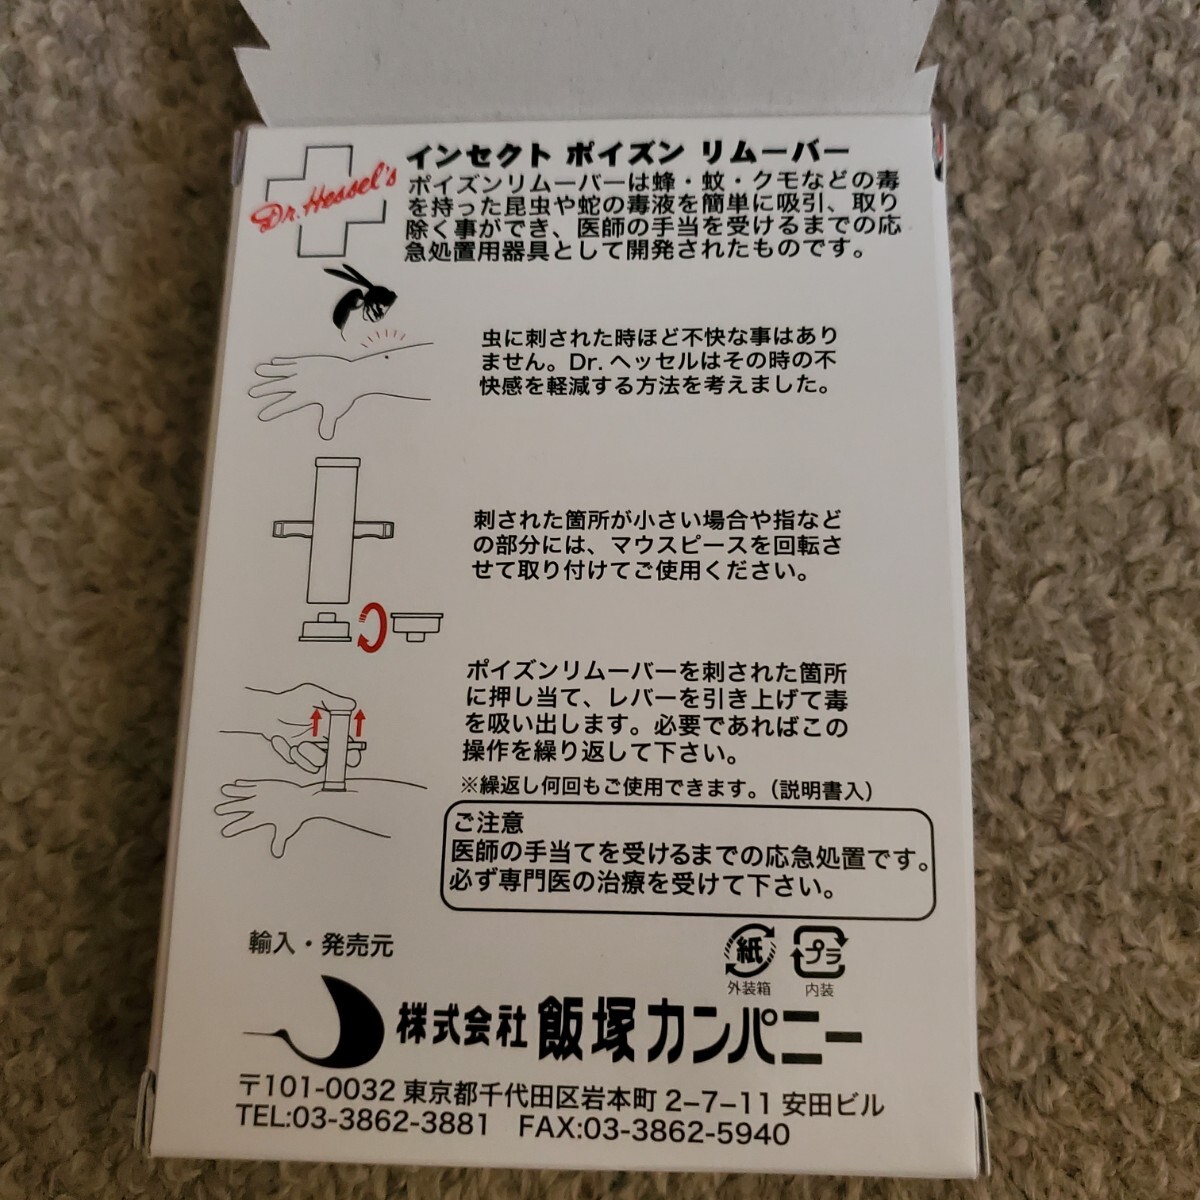 Dr. Hessel's
インセクト ポイズン リムーバー
ポイズンリムーバーは蜂・蚊・クモなどの毒
を持った昆虫や蛇の毒液を簡単に吸引、取り
除く事ができ、医師の手当を受けるまでの応
急処置用器具として開発されたものです。
虫に刺された時ほど不快な事はあり
ません。Dr. ヘッセルはその時の不
快感を軽減する方法を考えました。
刺された箇所が小さい場合や指など
の部分には、マウスピースを回転さ
せて取り付けてご使用ください。
ポイズンリムーバーを刺された箇所
に押し当て、レバーを引き上げて毒
を吸い出します。必要であればこの
操作を繰り返して下さい。
※繰返し何回もご使用できます。（説明書入）
ご注意
医師の手当てを受けるまでの応急処置です。
必ず専門医の治療を受けて下さい。
輸入・発売元
紙
外装箱
プラ
内装
株式会社 飯塚カンパニー
〒101-0032 東京都千代田区岩本町 2-7-11 安田ビル
TEL:03-3862-3881 FAX:03-3862-5940